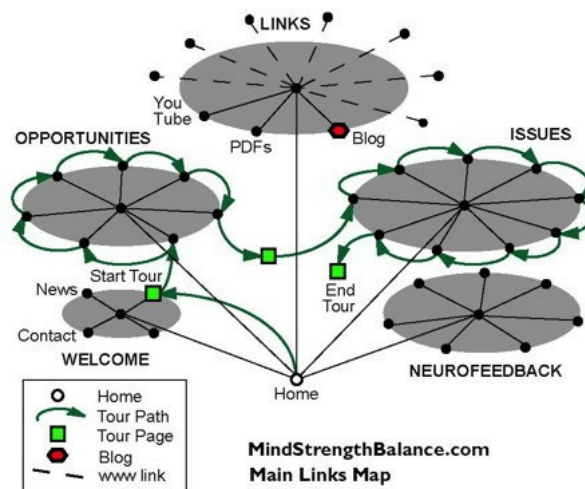 LINKS
You
Tube
PDFs
Blog
OPPORTUNITIES
ISSUES
Start Tour
End
Tour
News
Contact
WELCOME
NEUROFEEDBACK
Home
Home
Tour Path
Tour Page
Blog
www link
MindStrengthBalance.com
Main Links Map